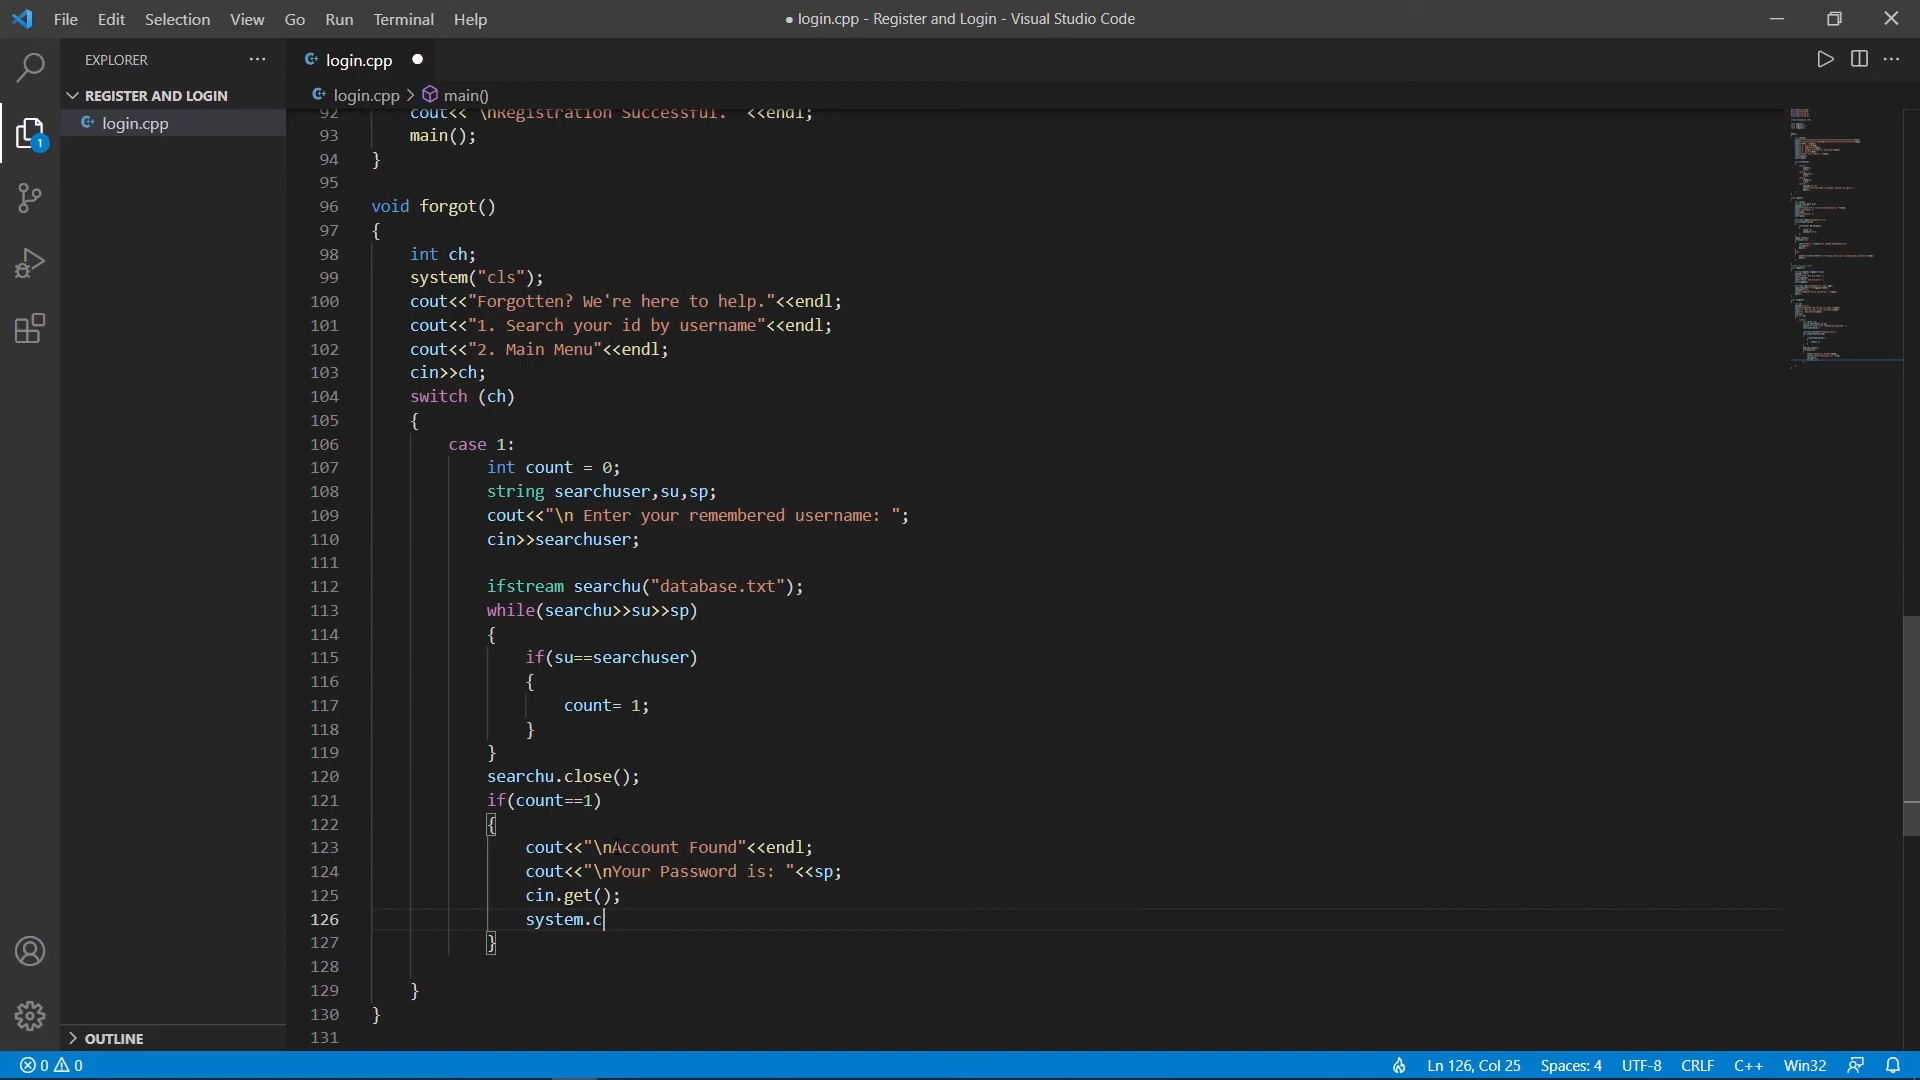 File Edit Selection View Go Run Terminal Help
● login.cpp - Register and Login - Visual Studio Code
EXPLORER
REGISTER AND LOGIN
login.cpp
1
OUTLINE
login.cpp
login.cpp > main()
92 cout<<"\nRegistration Successful. "<<endl;
93 main();
94 }
95
96 void forgot()
97 {
98 int ch;
99 system("cls");
100 cout<<"Forgotten? We're here to help."<<endl;
101 cout<<"1. Search your id by username"<<endl;
102 cout<<"2. Main Menu"<<endl;
103 cin>>ch;
104 switch (ch)
105 {
106 case 1:
107 int count = 0;
108 string searchuser,su,sp;
109 cout<<"\n Enter your remembered username: ";
110 cin>>searchuser;
111
112 ifstream searchu("database.txt");
113 while(searchu>>su>>sp)
114 {
115 if(su==searchuser)
116 {
117 count= 1;
118 }
119 }
120 searchu.close();
121 if(count==1)
122 {
123 cout<<"\nAccount Found"<<endl;
124 cout<<"\nYour Password is: "<<sp;
125 cin.get();
126 system.c
127 }
128
129 }
130 }
131
0 0
Ln 126, Col 25 Spaces: 4 UTF-8 CRLF C++ Win32